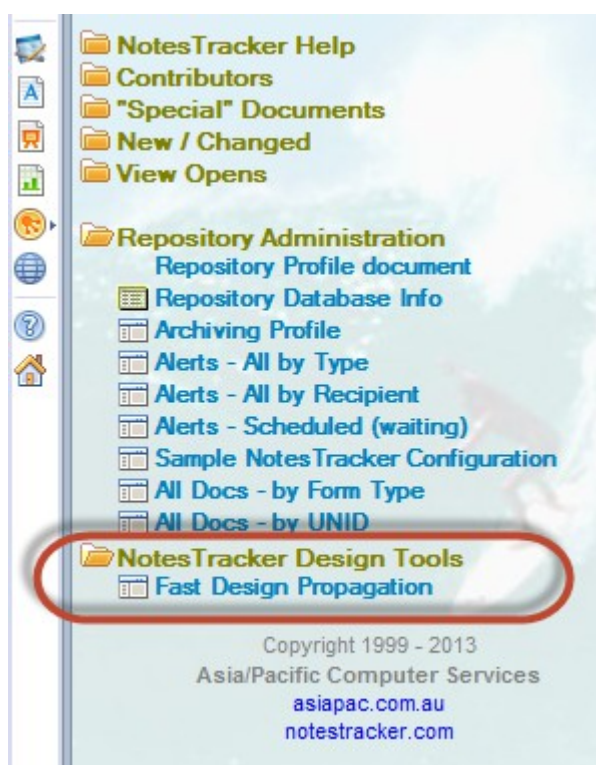 NotesTracker Help
Contributors
"Special" Documents
New / Changed
View Opens
Repository Administration
Repository Profile document
Repository Database Info
Archiving Profile
Alerts - All by Type
Alerts - All by Recipient
Alerts - Scheduled (waiting)
Sample NotesTracker Configuration
All Docs - by Form Type
All Docs - by UNID
NotesTracker Design Tools
Fast Design Propagation
Copyright 1999 - 2013
Asia/Pacific Computer Services
asiapac.com.au
notestracker.com